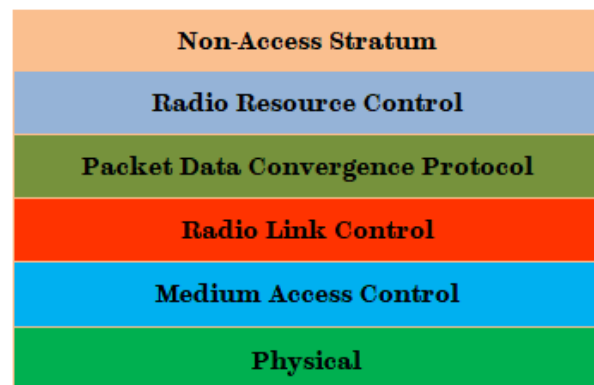 Non-Access Stratum
Radio Resource Control
Packet Data Convergence Protocol
Radio Link Control
Medium Access Control
Physical